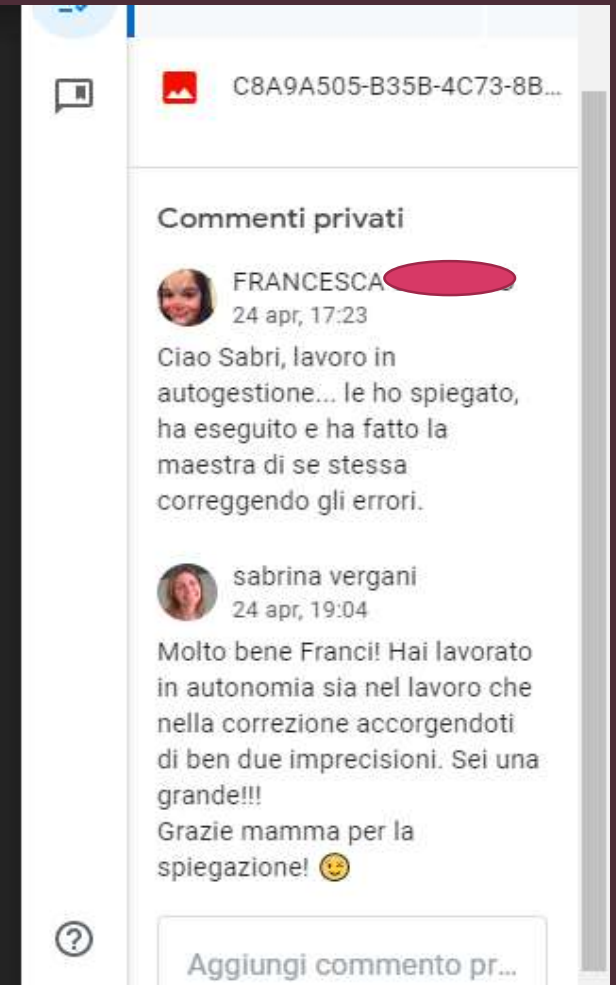 C8A9A505-B35B-4C73-8B...
Commenti privati
FRANCESCA
24 apr, 17:23
Ciao Sabri, lavoro in
autogestione... le ho spiegato,
ha eseguito e ha fatto la
maestra di se stessa
correggendo gli errori.
sabrina vergani
24 apr, 19:04
Molto bene Franci! Hai lavorato
in autonomia sia nel lavoro che
nella correzione accorgendoti
di ben due imprecisioni. Sei una
grande!!!
Grazie mamma per la
spiegazione! 😉
Aggiungi commento pr...